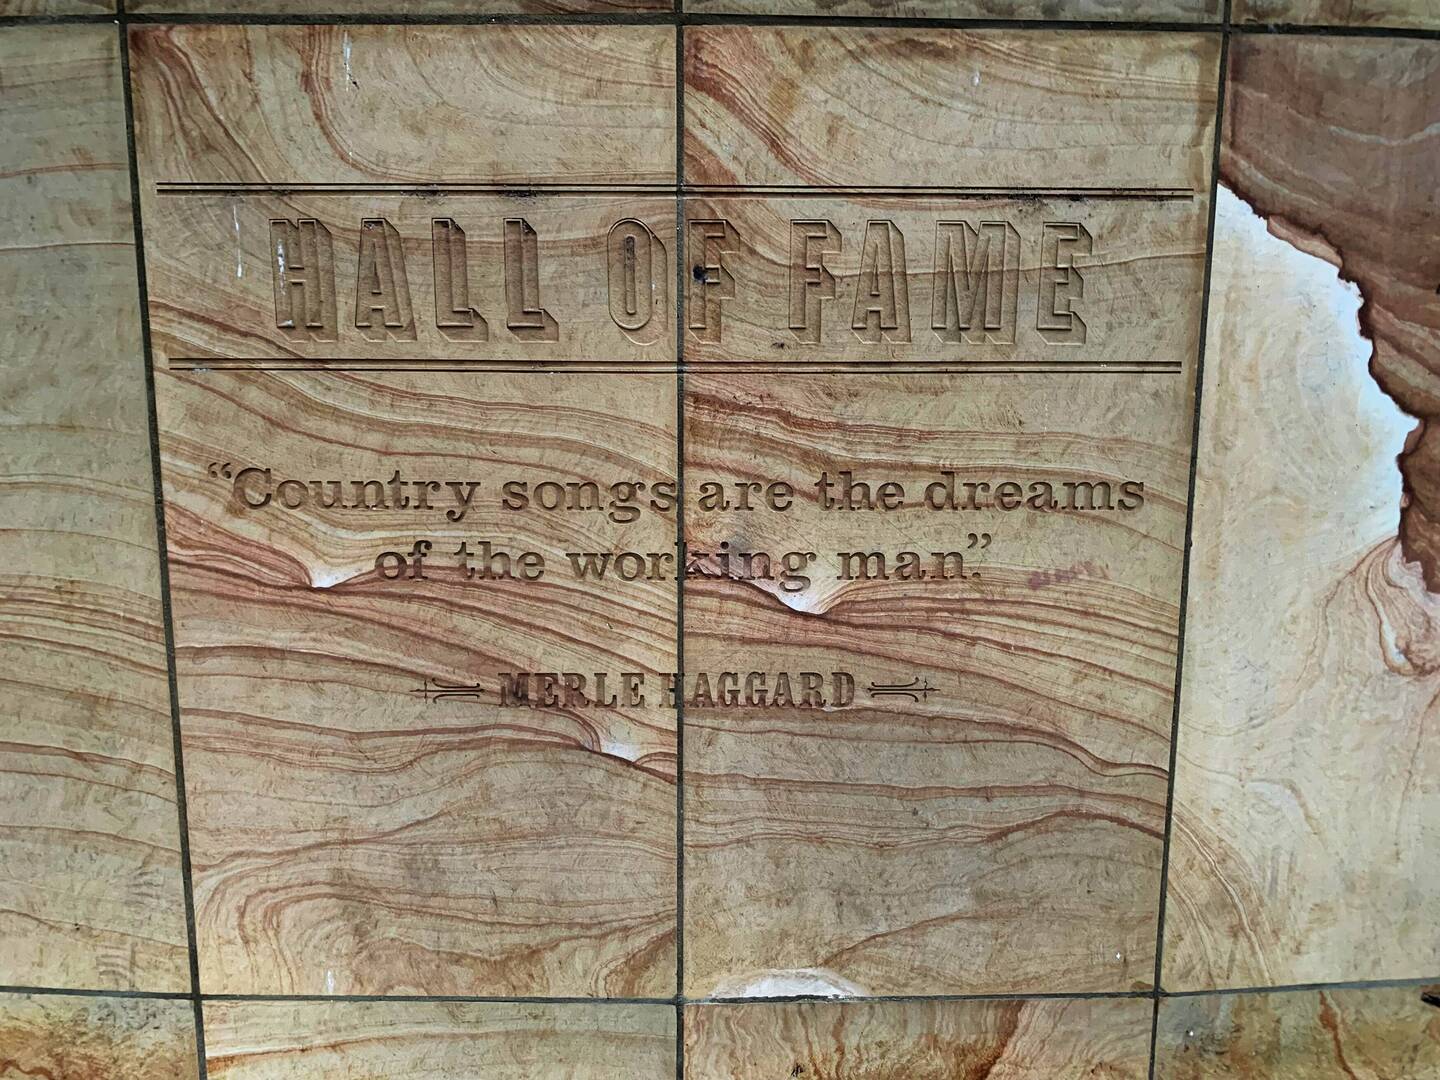 HALL OF FAME
“Country songs are the dreams
of the working man.”
MERLE HAGGARD